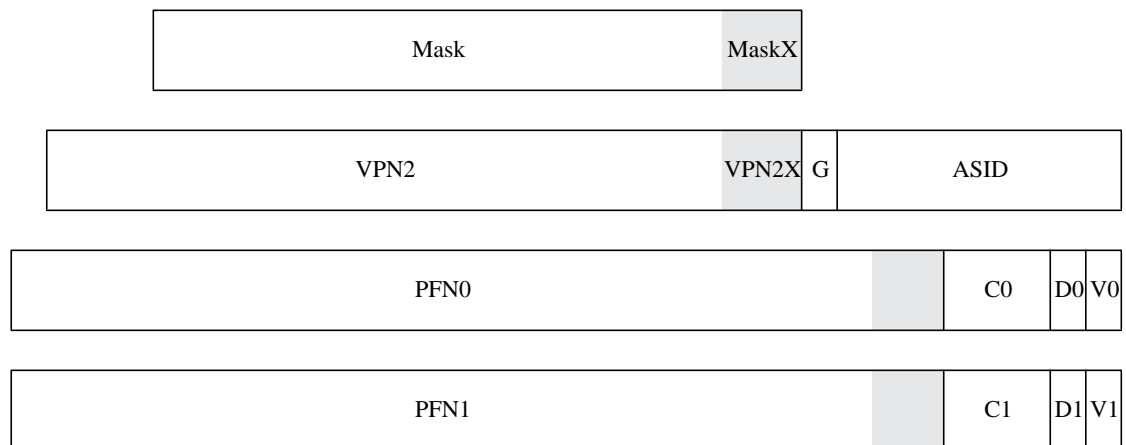 Mask MaskX
VPN2 VPN2X G ASID
PFN0 C0 D0 V0
PFN1 C1 D1 V1